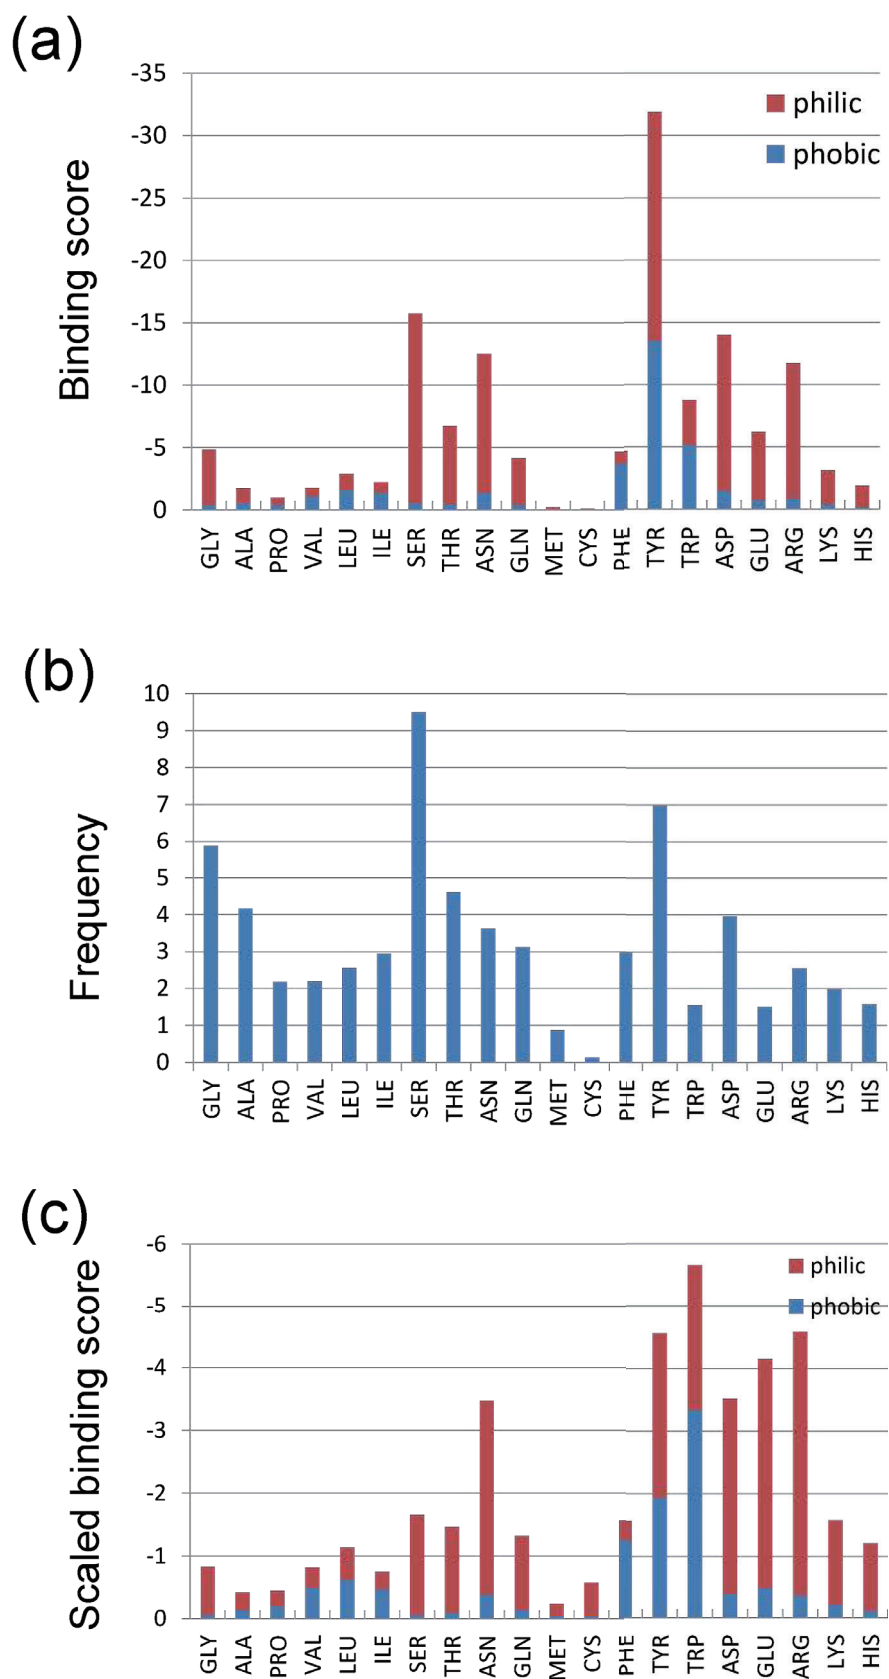 (a)
Binding score
-35
-30
-25
-20
-15
-10
-5
0
philic
phobic
GLY ALA PRO VAL LEU ILE SER THR ASN GLN MET CYS PHE TYR TRP ASP GLU ARG LYS HIS
(b)
Frequency
10
9
8
7
6
5
4
3
2
1
0
GLY ALA PRO VAL LEU ILE SER THR ASN GLN MET CYS PHE TYR TRP ASP GLU ARG LYS HIS
(c)
Scaled binding score
-6
-5
-4
-3
-2
-1
0
philic
phobic
GLY ALA PRO VAL LEU ILE SER THR ASN GLN MET CYS PHE TYR TRP ASP GLU ARG LYS HIS